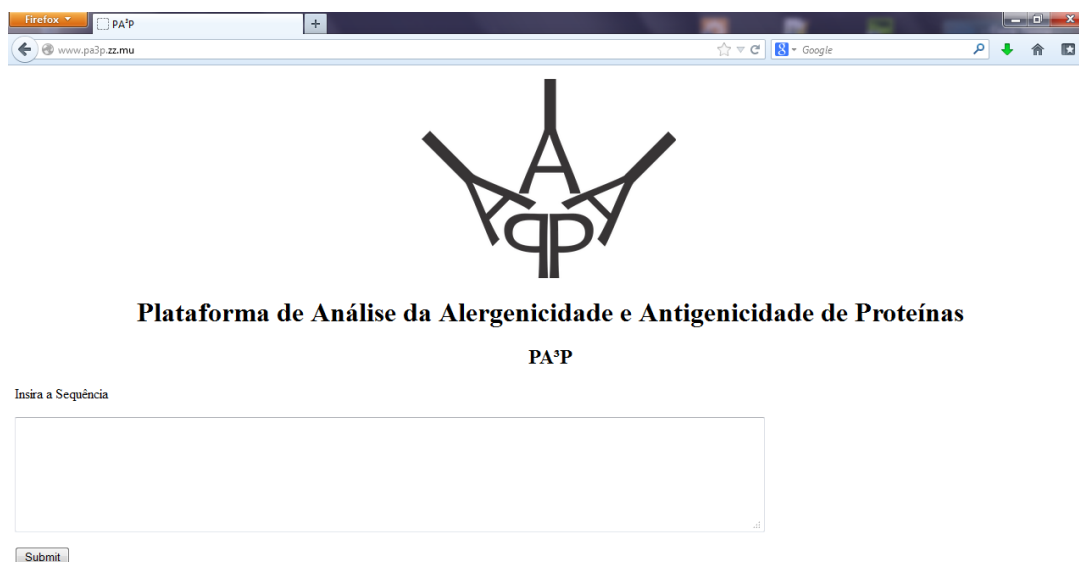 Firefox
PA³P
www.pa3p.zz.mu
Google
A
A A
P P
Plataforma de Análise da Alergenicidade e Antigenicidade de Proteínas
PA³P
Insira a Sequência
Submit